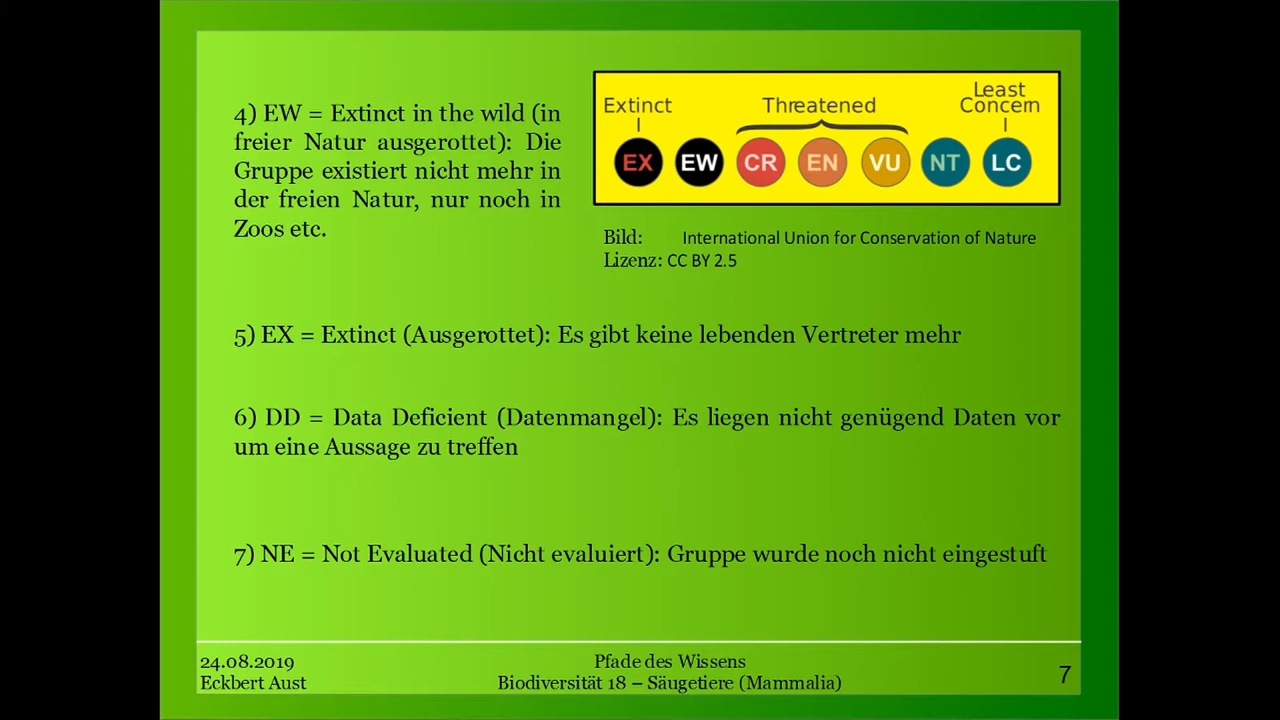 4) EW = Extinct in the wild (in
freier Natur ausgerottet): Die
Gruppe existiert nicht mehr in
der freien Natur, nur noch in
Zoos etc.
Extinct
Threatened
Least
Concern
EX EW CR EN VU NT LC
Bild: International Union for Conservation of Nature
Lizenz: CC BY 2.5
5) EX = Extinct (Ausgerottet): Es gibt keine lebenden Vertreter mehr
6) DD = Data Deficient (Datenmangel): Es liegen nicht genügend Daten vor
um eine Aussage zu treffen
7) NE = Not Evaluated (Nicht evaluiert): Gruppe wurde noch nicht eingestuft
24.08.2019
Eckbert Aust
Pfade des Wissens
Biodiversität 18 – Säugetiere (Mammalia)
7